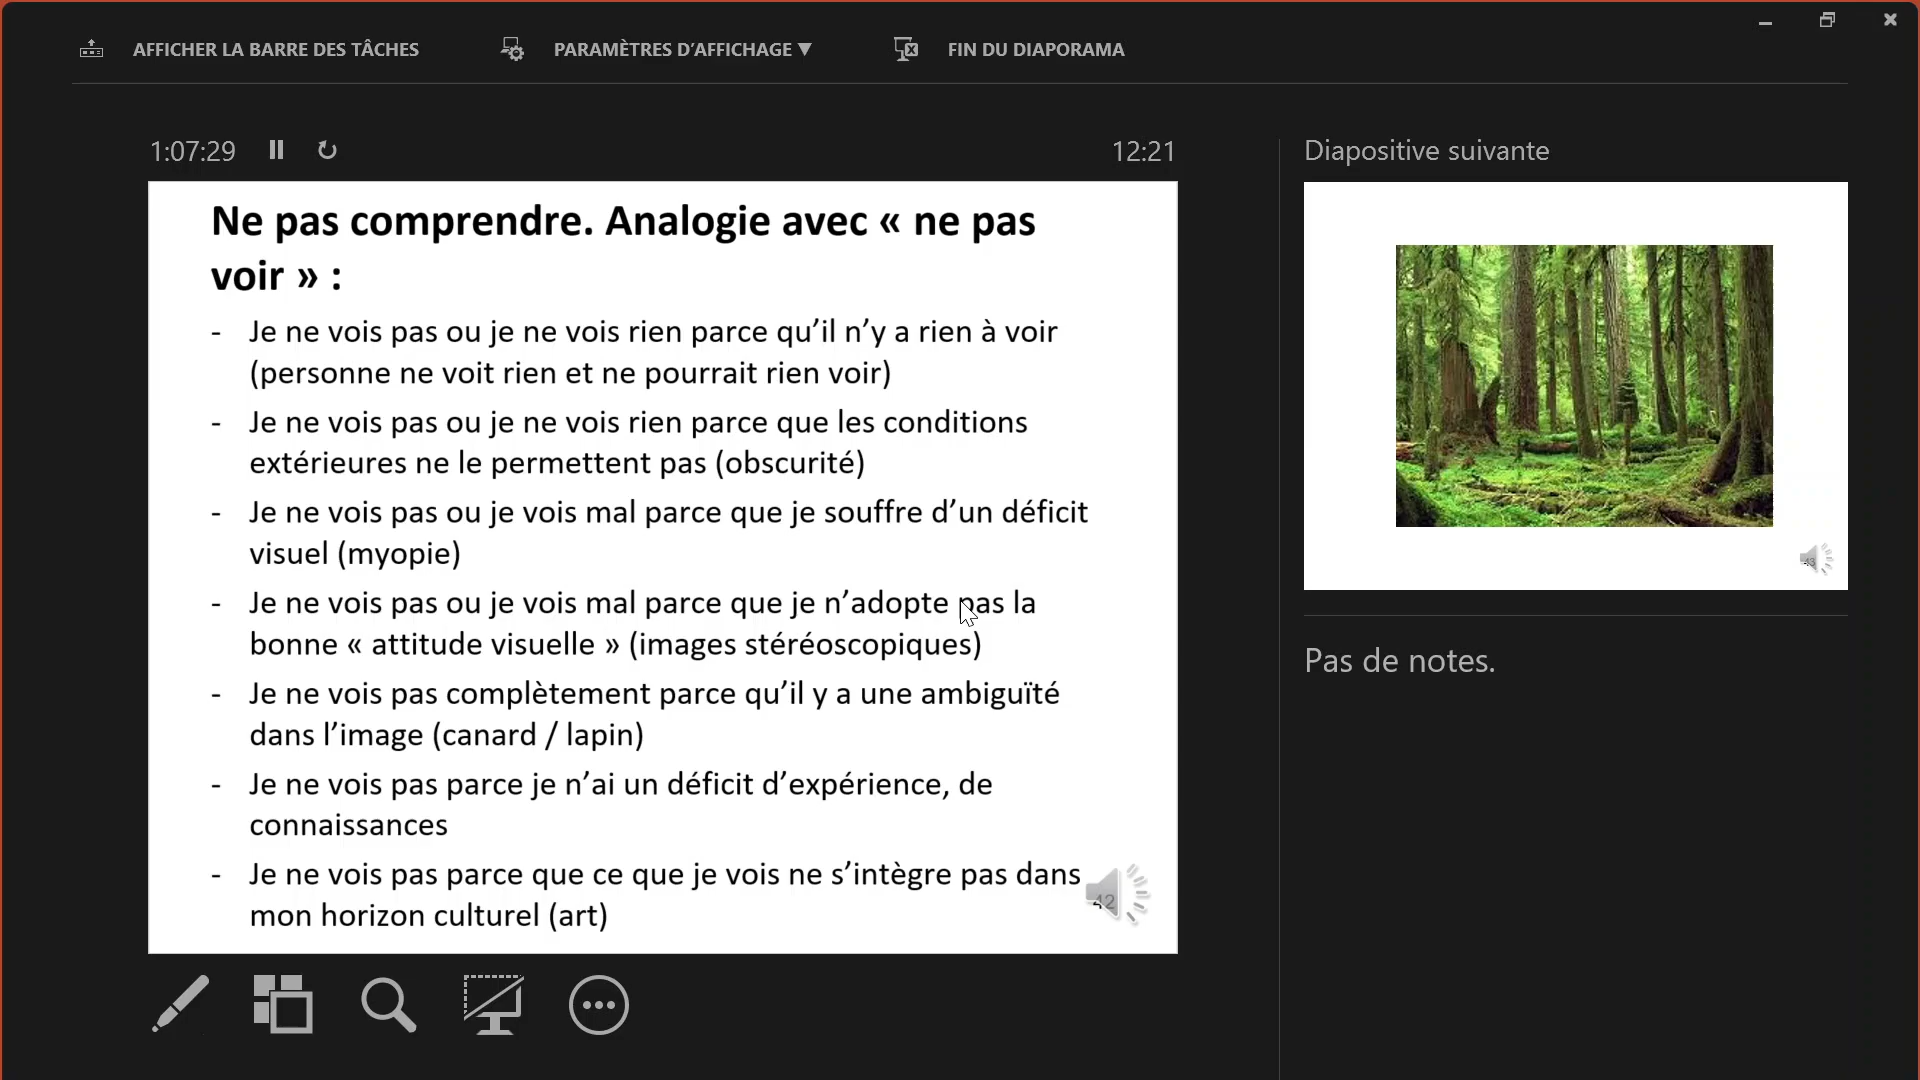 AFFICHER LA BARRE DES TÂCHES
PARAMÈTRES D’AFFICHAGE ▼
FIN DU DIAPORAMA
1:07:29
12:21
Ne pas comprendre. Analogie avec « ne pas
voir » :
- Je ne vois pas ou je ne vois rien parce qu’il n’y a rien à voir
(personne ne voit rien et ne pourrait rien voir)
- Je ne vois pas ou je ne vois rien parce que les conditions
extérieures ne le permettent pas (obscurité)
- Je ne vois pas ou je vois mal parce que je souffre d’un déficit
visuel (myopie)
- Je ne vois pas ou je vois mal parce que je n’adopte pas la
bonne « attitude visuelle » (images stéréoscopiques)
- Je ne vois pas complètement parce qu’il y a une ambiguïté
dans l’image (canard / lapin)
- Je ne vois pas parce je n’ai un déficit d’expérience, de
connaissances
- Je ne vois pas parce que ce que je vois ne s’intègre pas dans
mon horizon culturel (art)
42
Diapositive suivante
43
Pas de notes.